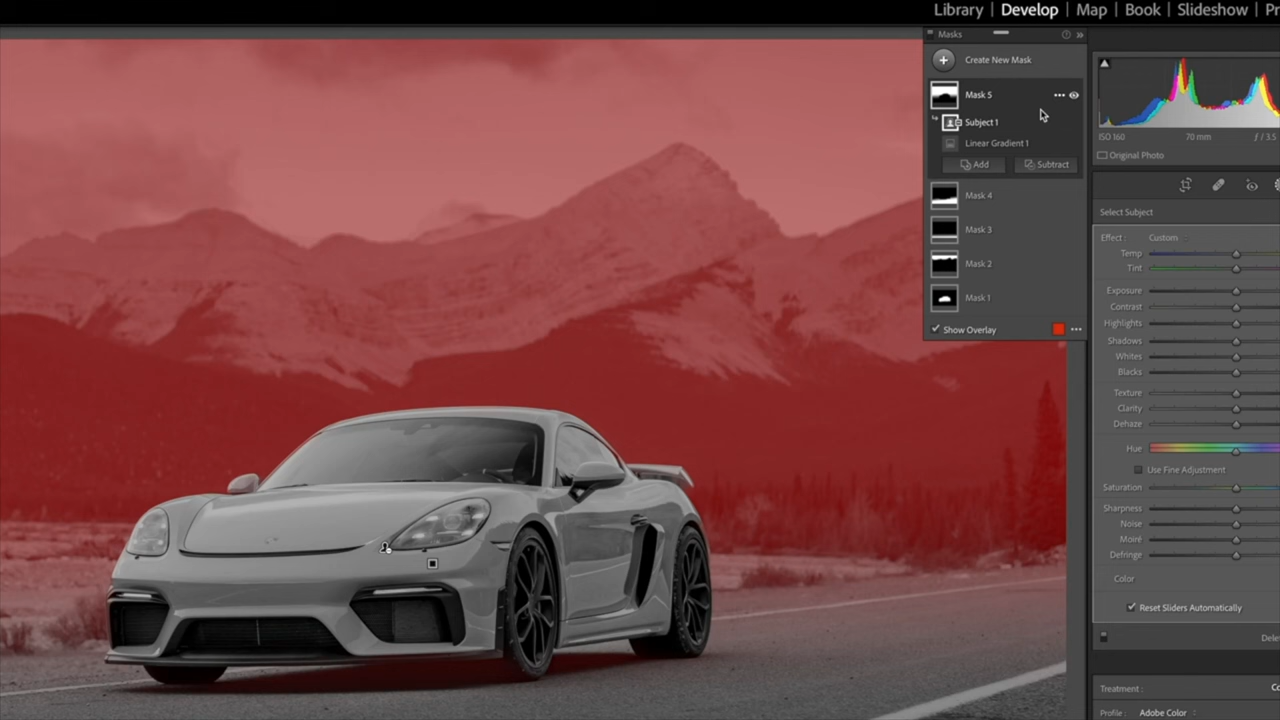 Library | Develop | Map | Book | Slideshow | Pr
Masks
Create New Mask
Mask 5
Subject 1
Linear Gradient 1
Add Subtract
Mask 4
Mask 3
Mask 2
Mask 1
Show Overlay
ISO 160 70 mm ƒ / 3.5
Original Photo
Select Subject
Effect : Custom
Temp
Tint
Exposure
Contrast
Highlights
Shadows
Whites
Blacks
Texture
Clarity
Dehaze
Hue
Use Fine Adjustment
Saturation
Sharpness
Noise
Moiré
Defringe
Color
Reset Sliders Automatically
Dele
Treatment : Co
Profile : Adobe Color